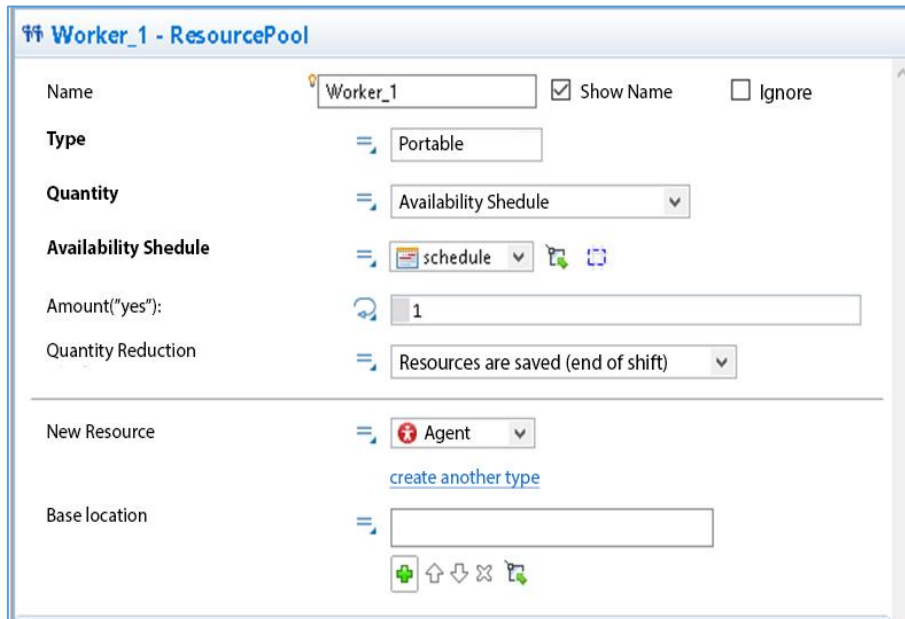 Worker_1 - ResourcePool
Name Worker_1 Show Name Ignore
Type Portable
Quantity Availability Shedule
Availability Shedule schedule
Amount("yes"): 1
Quantity Reduction Resources are saved (end of shift)
New Resource Agent
create another type
Base location